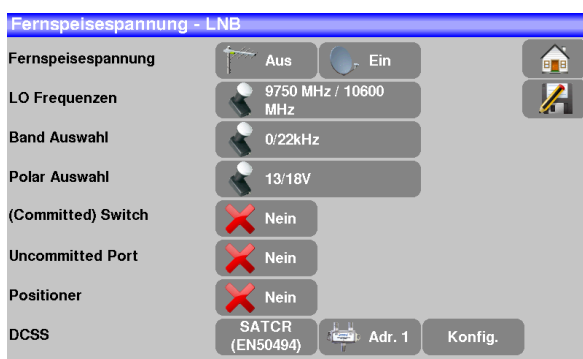 Fernspeisespannung - LNB
Fernspeisespannung Aus Ein
LO Frequenzen 9750 MHz / 10600
MHz
Band Auswahl 0/22kHz
Polar Auswahl 13/18V
(Committed) Switch Nein
Uncommitted Port Nein
Positioner Nein
DCSS SATCR
(EN50494) Adr. 1 Konfig.